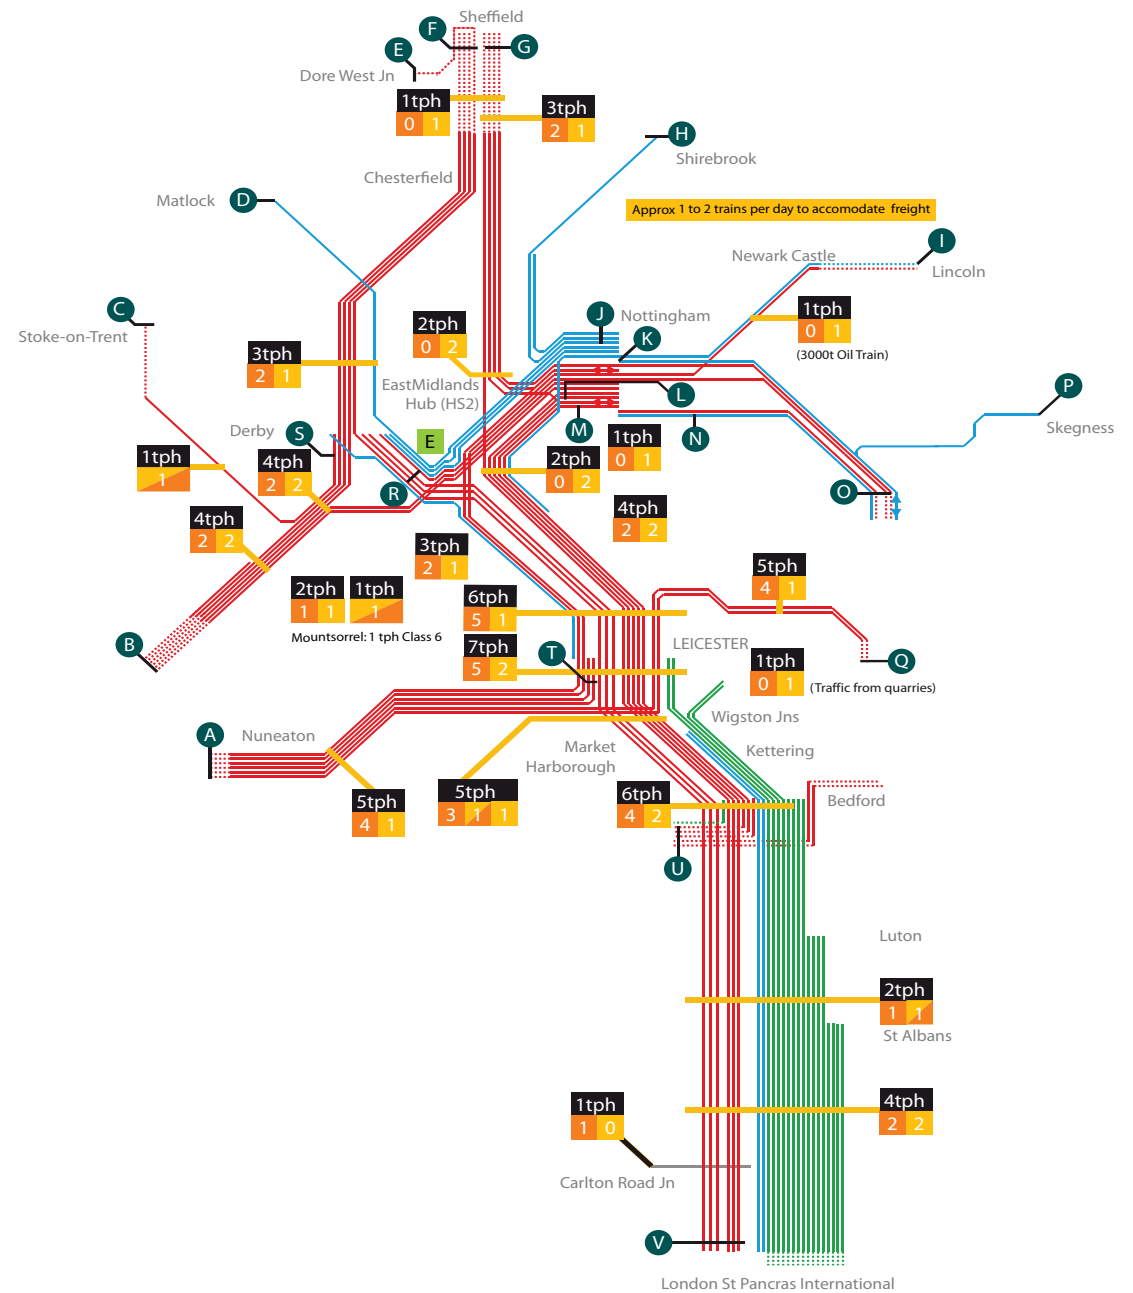 Sheffield
F
G
E
Dore West Jn
1tph
0 1
3tph
2 1
H
Shirebrook
Chesterfield
Matlock
D
Approx 1 to 2 trains per day to accomodate freight
I
Newark Castle
Lincoln
C
Stoke-on-Trent
J
Nottingham
K
1tph
0 1
(3000t Oil Train)
2tph
0 2
3tph
2 1
EastMidlands
Hub (HS2)
L
P
Skegness
Derby
S
E
M
N
1tph
0 1
1tph
1
4tph
2 2
2tph
0 2
R
O
4tph
2 2
4tph
2 2
3tph
2 1
5tph
4 1
2tph
1 1
1tph
1
Mountsorrel: 1 tph Class 6
6tph
5 1
B
7tph
5 2
T
LEICESTER
1tph
0 1
(Traffic from quarries)
Q
Wigston Jns
A
Nuneaton
Market
Harborough
Kettering
5tph
4 1
5tph
3 1 1
6tph
4 2
Bedford
U
Luton
2tph
1 1
St Albans
1tph
1 0
4tph
2 2
Carlton Road Jn
V
London St Pancras International